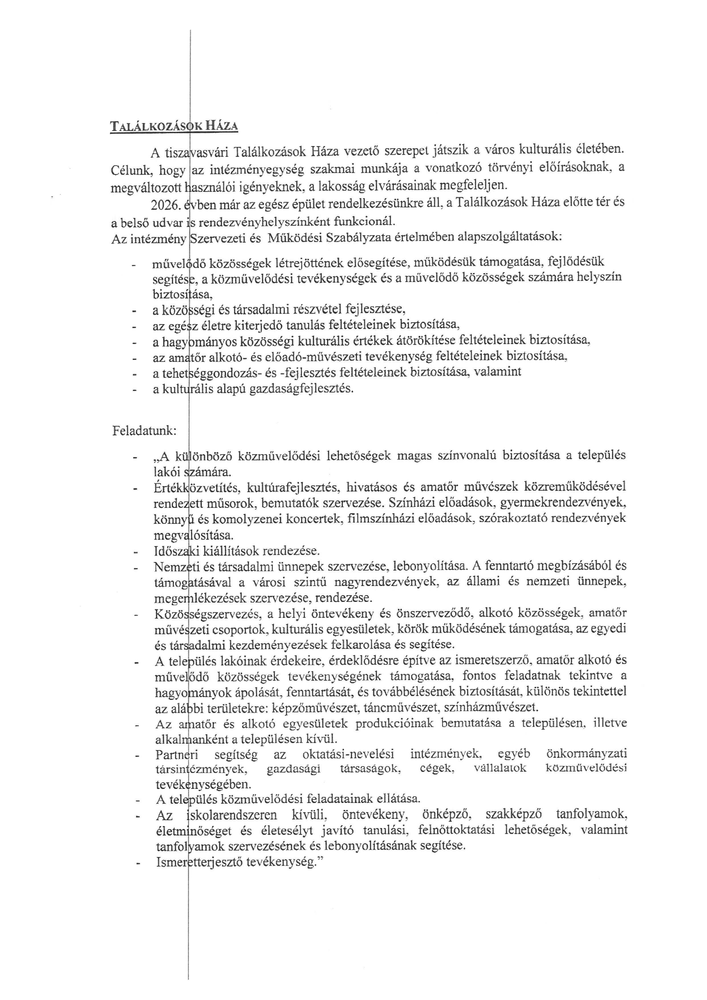 TALÁLKOZÁSOK HÁZA
A tiszavasvári Találkozások Háza vezető szerepet játszik a város kulturális életében.
Célunk, hogy az intézményegység szakmai munkája a vonatkozó törvényi előírásoknak, a
megváltozott használói igényeknek, a lakosság elvárásainak megfeleljen.
2026. évben már az egész épület rendelkezésünkre áll, a Találkozások Háza előtte tér és
a belső udvar is rendezvényhelyszínként funkcionál.
Az intézmény Szervezeti és Működési Szabályzata értelmében alapszolgáltatások:
- művelődő közösségek létrejöttének elősegítése, működésük támogatása, fejlődésük
segítése, a közművelődési tevékenységek és a művelődő közösségek számára helyszín
biztosítása,
- a közösségi és társadalmi részvétel fejlesztése,
- az egész életre kiterjedő tanulás feltételeinek biztosítása,
- a hagyományos közösségi kulturális értékek átörökítése feltételeinek biztosítása,
- az amatőr alkotó- és előadó-művészeti tevékenység feltételeinek biztosítása,
- a tehetséggondozás- és -fejlesztés feltételeinek biztosítása, valamint
- a kulturális alapú gazdaságfejlesztés.
Feladatunk:
- „A különböző közművelődési lehetőségek magas színvonalú biztosítása a település
lakói számára.
- Értékközvetítés, kultúrafejlesztés, hivatásos és amatőr művészek közreműködésével
rendezett műsorok, bemutatók szervezése. Színházi előadások, gyermekrendezvények,
könnyű és komolyzenei koncertek, filmszínházi előadások, szórakoztató rendezvények
megvalósítása.
- Időszaki kiállítások rendezése.
- Nemzeti és társadalmi ünnepek szervezése, lebonyolítása. A fenntartó megbízásából és
támogatásával a városi szintű nagyrendezvények, az állami és nemzeti ünnepek,
megemlékezések szervezése, rendezése.
- Közösségszervezés, a helyi öntevékeny és önszerveződő, alkotó közösségek, amatőr
művészeti csoportok, kulturális egyesületek, körök működésének támogatása, az egyedi
és társadalmi kezdeményezések felkarolása és segítése.
- A település lakóinak érdekeire, érdeklődésre építve az ismeretszerző, amatőr alkotó és
művelődő közösségek tevékenységének támogatása, fontos feladatnak tekintve a
hagyományok ápolását, fenntartását, és továbbélésének biztosítását, különös tekintettel
az alábbi területekre: képzőművészet, táncművészet, színházművészet.
- Az amatőr és alkotó egyesületek produkcióinak bemutatása a településen, illetve
alkalmanként a településen kívül.
- Partneri segítség az oktatási-nevelési intézmények, egyéb önkormányzati
társintézmények, gazdasági társaságok, cégek, vállalatok közművelődési
tevékenységében.
- A település közművelődési feladatainak ellátása.
- Az iskolarendszeren kívüli, öntevékeny, önképző, szakképző tanfolyamok,
életminőséget és életesélyt javító tanulási, felnőttoktatási lehetőségek, valamint
tanfolyamok szervezésének és lebonyolításának segítése.
- Ismeretterjesztő tevékenység.”